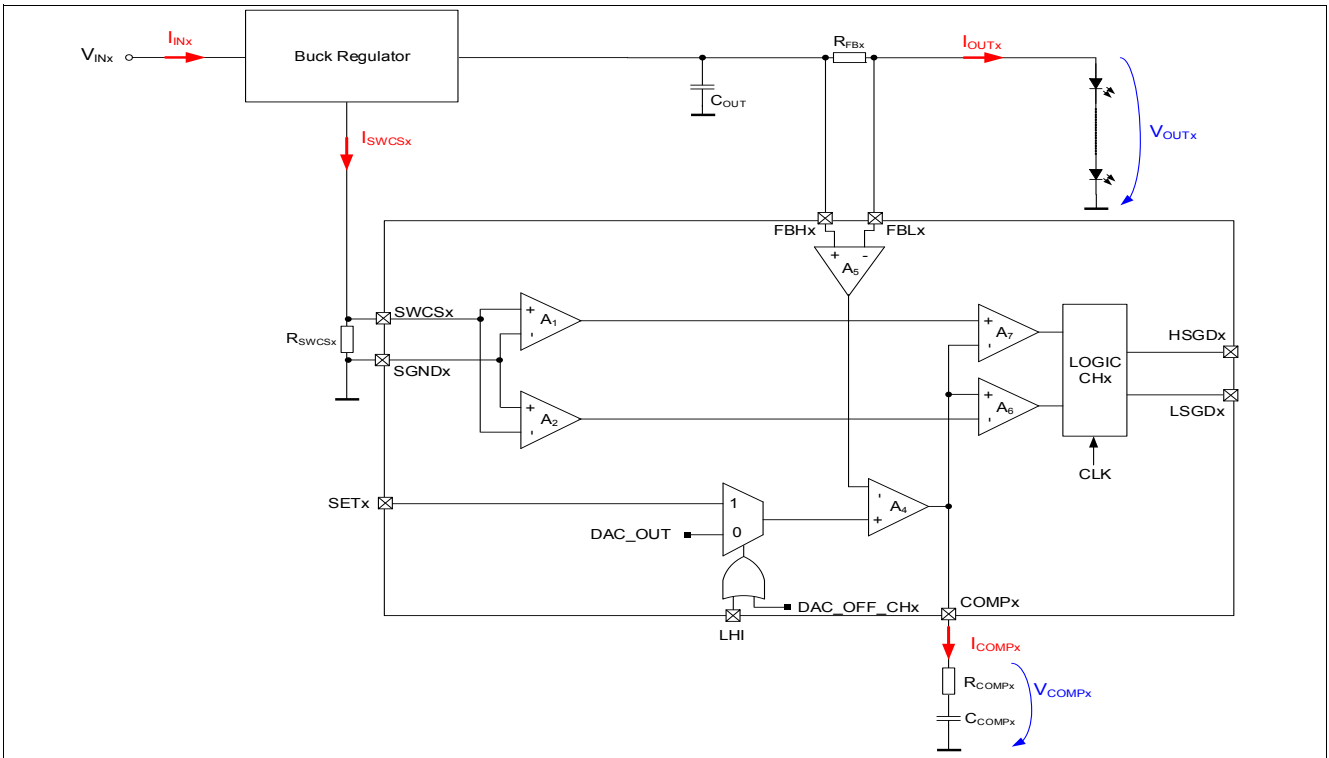 Buck Regulator
VINx
IINx
RFBx
IOUTx
COUT
VOUTx
ISWCSx
FBHx
FBLx
+ -
A5
SWCSx
+
-
A1
RSWCSx
SGNDx
+
-
A2
+
-
A7
+
-
A6
LOGIC
CHx
HSGDx
LSGDx
CLK
SETx
1
0
DAC_OUT
-
+
A4
DAC_OFF_CHx
LHI
COMPx
ICOMPx
RCOMPx
CCOMPx
VCOMPx